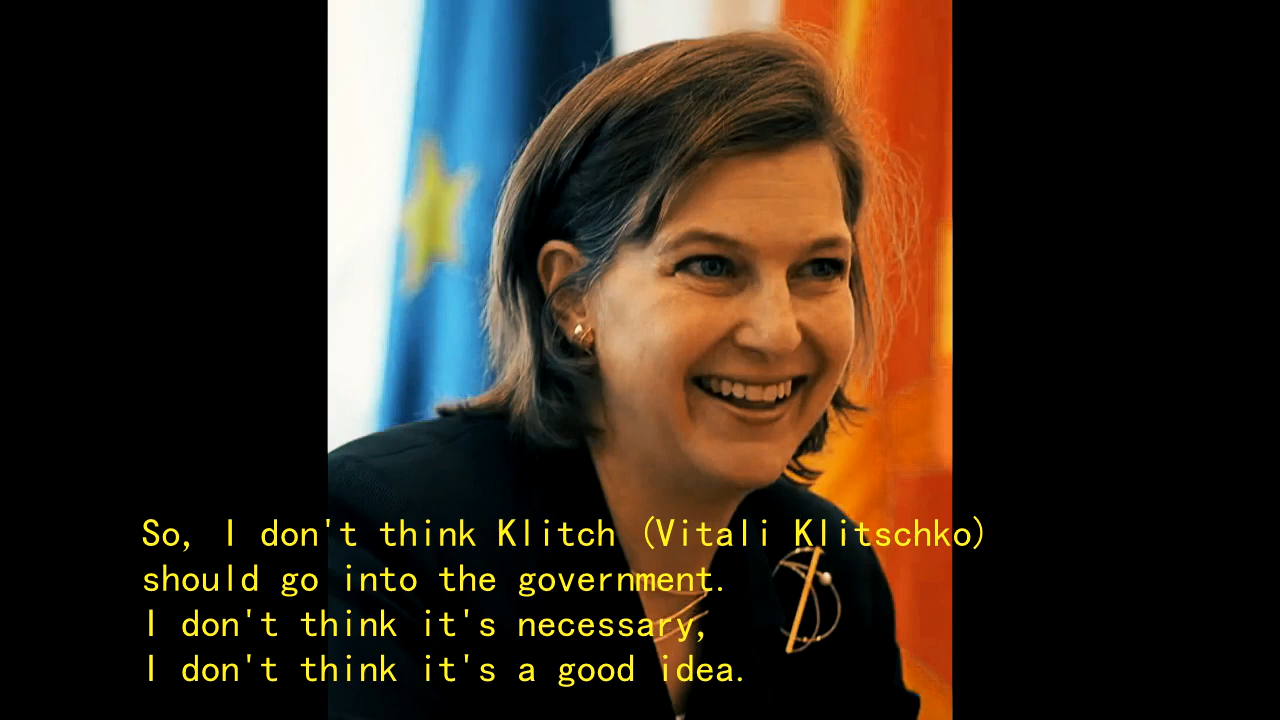 So, I don't think Klitch (Vitali Klitschko)
should go into the government.
I don't think it's necessary,
I don't think it's a good idea.